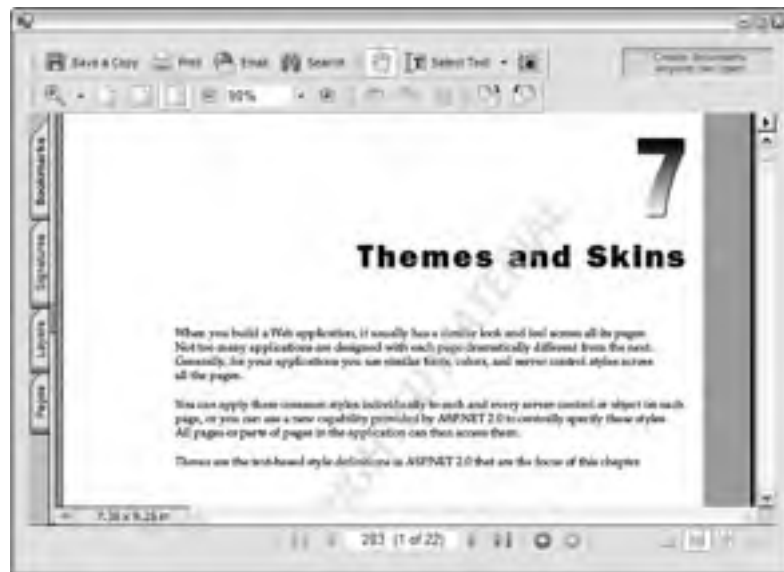 Save a Copy Print Email Search Select Text
Create documents
90%
7
Themes and Skins
Bookmarks
Signatures
Layers
Pages
When you build a Web application, it usually has a similar look and feel across all its pages.
Not too many applications are designed with each page dramatically different from the next.
Generally, for your applications you use similar fonts, colors, and server control styles across
all the pages.
You can apply these common styles individually to each and every server control or object on each
page, or you can use a new capability provided by ASP.NET 2.0 to centrally specify these styles.
All pages or parts of pages in the application can then access them.
Themes are the text-based style definitions in ASP.NET 2.0 that are the focus of this chapter.
MATERIAL
7.38 x 9.25 in
283 (1 of 22)